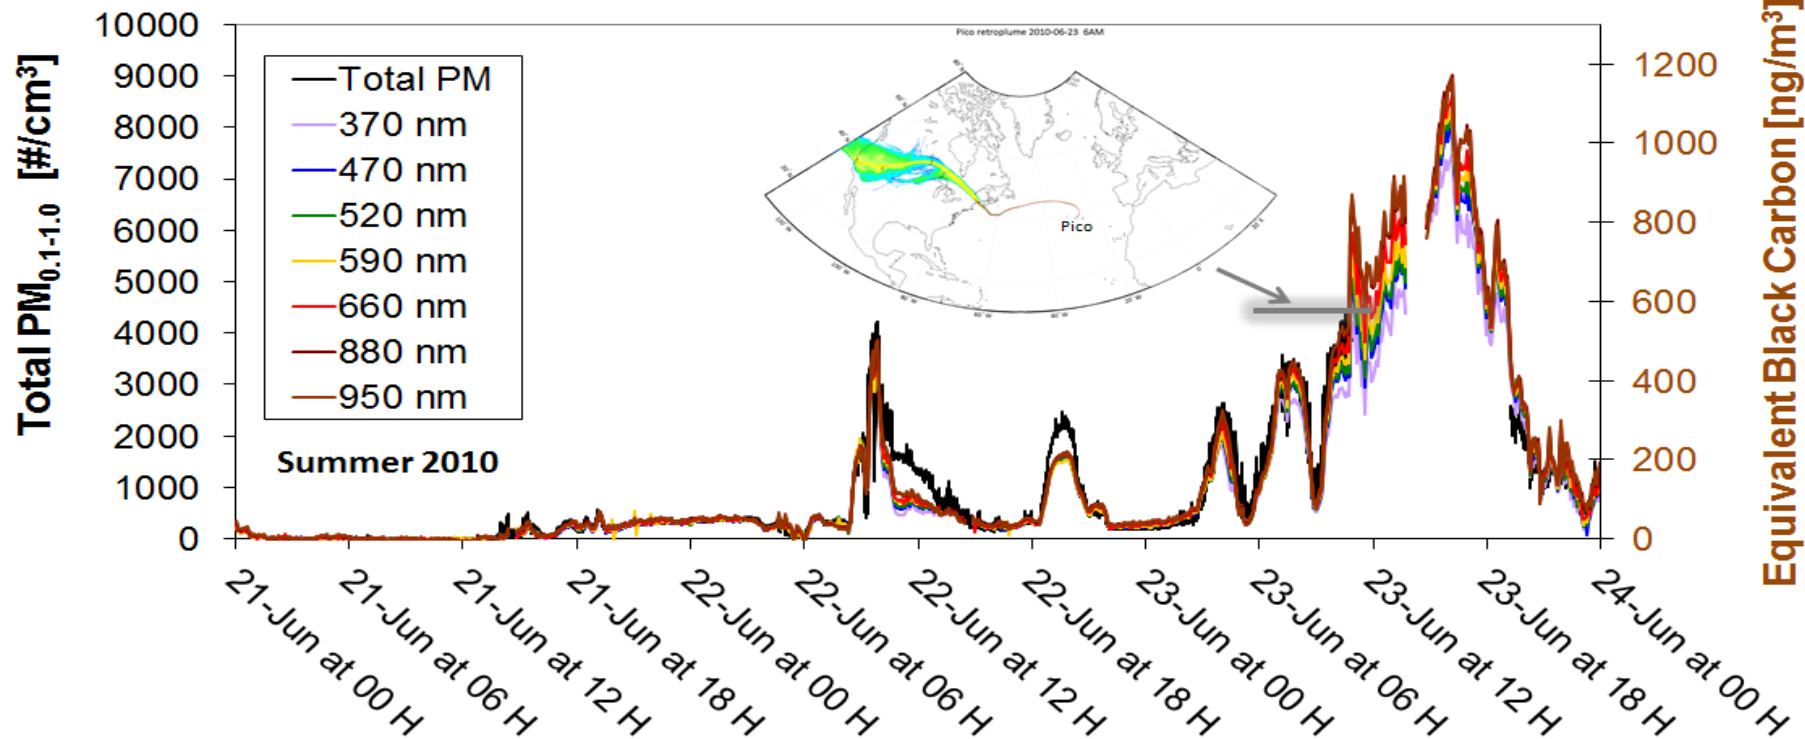 Total PM0.1-1.0 [#/cm³]
10000
9000
8000
7000
6000
5000
4000
3000
2000
1000
0
Total PM
370 nm
470 nm
520 nm
590 nm
660 nm
880 nm
950 nm
Summer 2010
Pico retroplume 2010-06-23 6AM
Pico
1200
1000
800
600
400
200
0
Equivalent Black Carbon [ng/m³]
21-Jun at 00 H
21-Jun at 06 H
21-Jun at 12 H
21-Jun at 18 H
22-Jun at 00 H
22-Jun at 06 H
22-Jun at 12 H
22-Jun at 18 H
23-Jun at 00 H
23-Jun at 06 H
23-Jun at 12 H
23-Jun at 18 H
24-Jun at 00 H